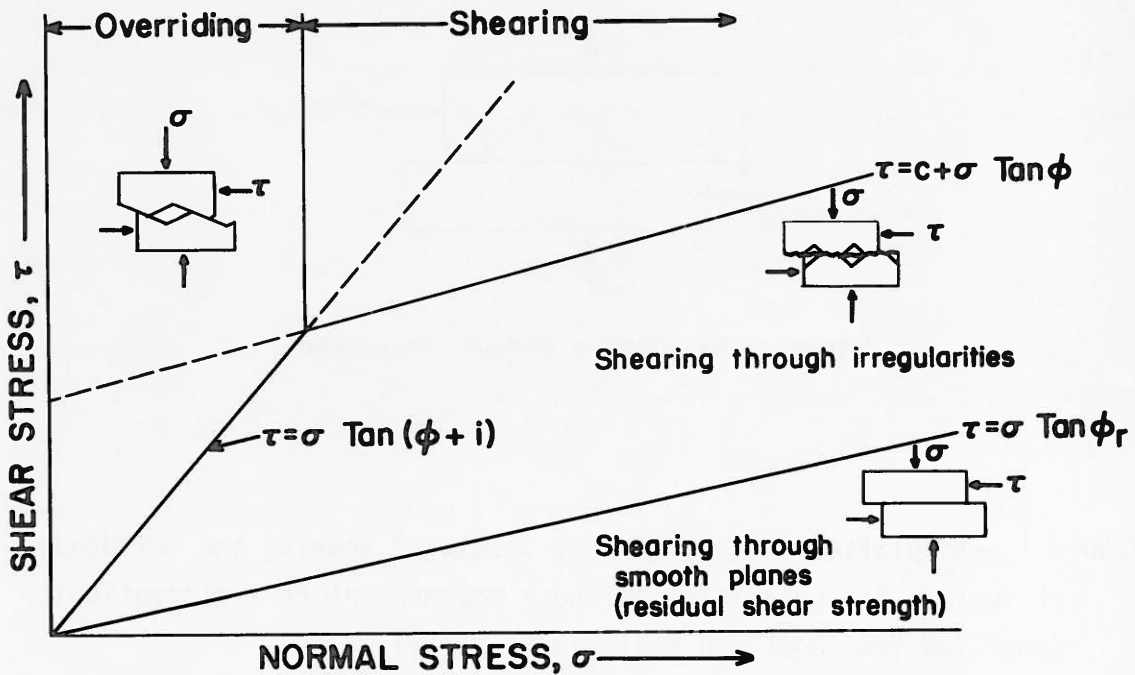 Overriding
Shearing
σ
τ
τ=c+σ Tanϕ
σ
τ
Shearing through irregularities
τ=σ Tan(ϕ+i)
τ=σ Tanϕr
σ
τ
Shearing through
smooth planes
(residual shear strength)
SHEAR STRESS, τ
NORMAL STRESS, σ